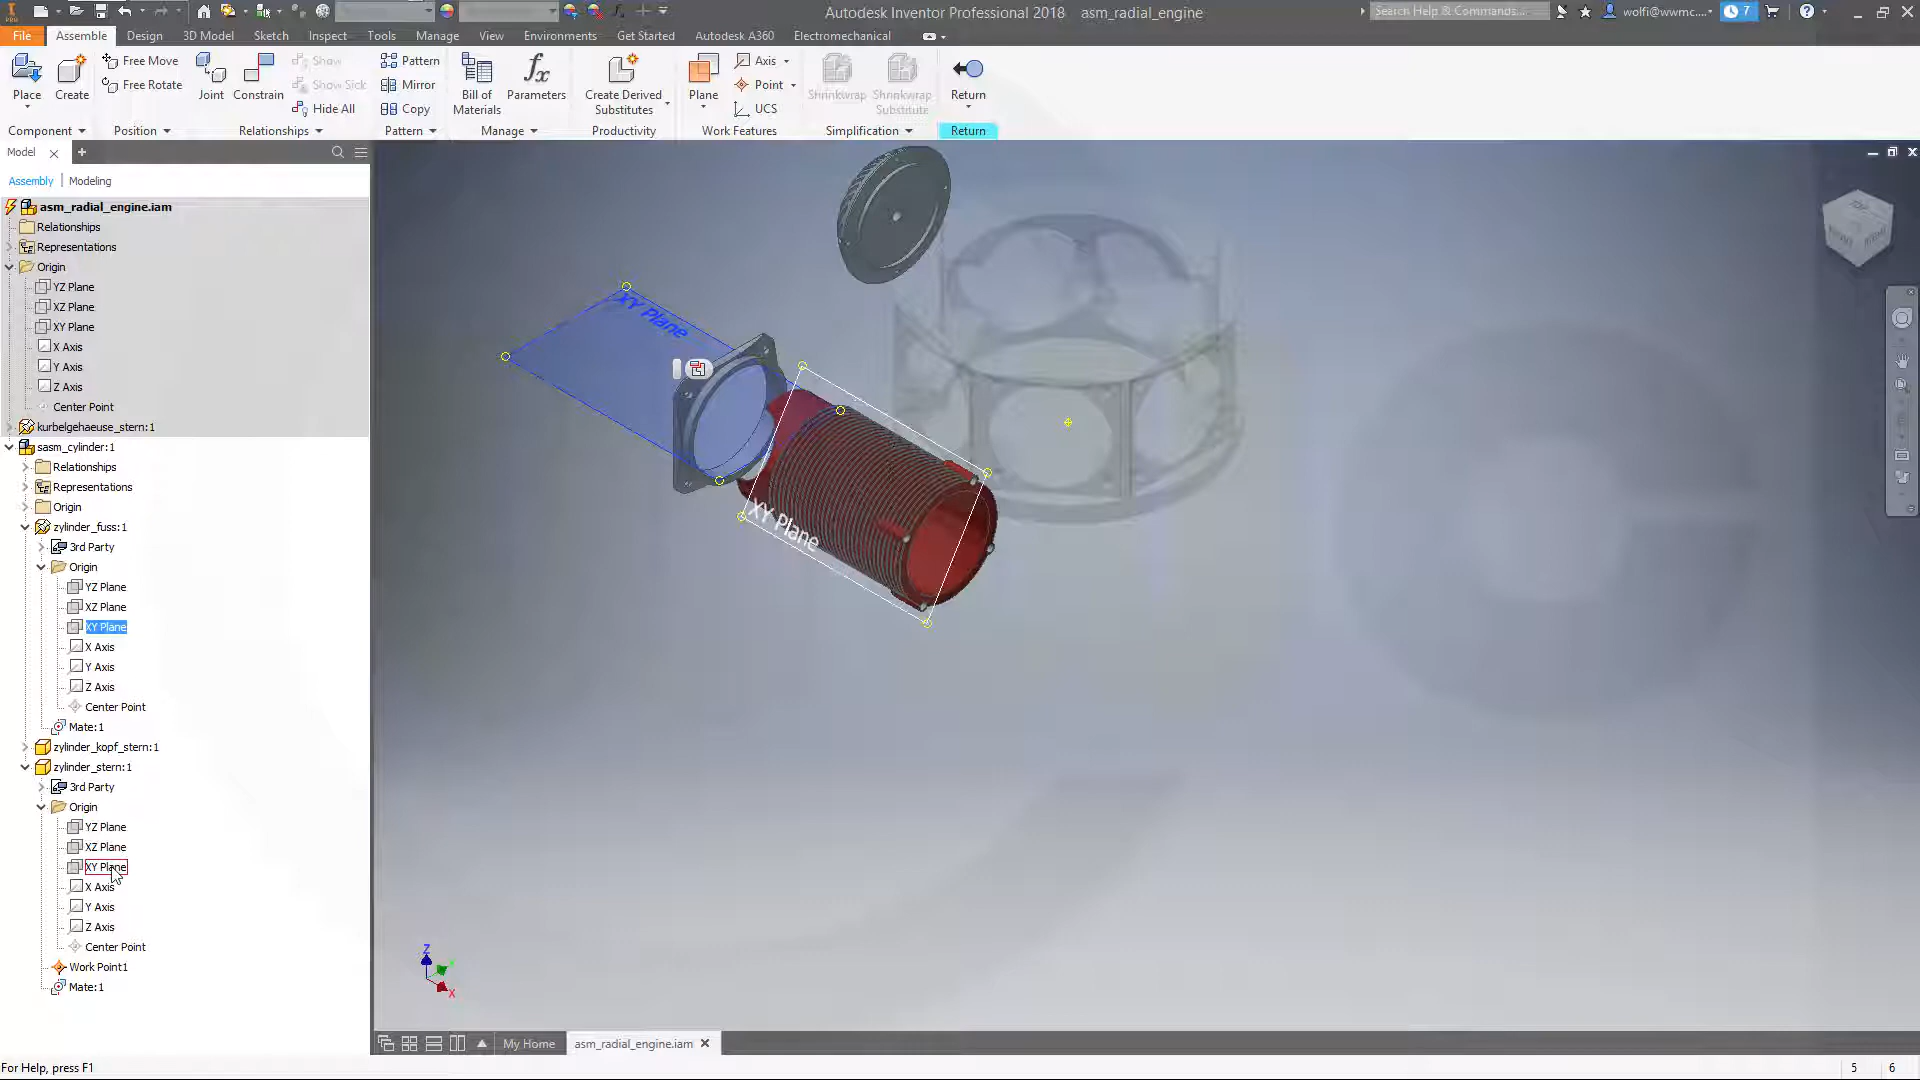 Autodesk Inventor Professional 2018 asm_radial_engine
Search Help & Commands...
wolfi@wwmc....
7
File
Assemble
Design
3D Model
Sketch
Inspect
Tools
Manage
View
Environments
Get Started
Autodesk A360
Electromechanical
Place
Create
Free Move
Free Rotate
Joint
Constrain
Show
Show Sick
Hide All
Pattern
Mirror
Copy
Bill of
Materials
fx
Parameters
Create Derived
Substitutes
Plane
Axis
Point
UCS
Shrinkwrap
Shrinkwrap
Substitute
Return
Component
Position
Relationships
Pattern
Manage
Productivity
Work Features
Simplification
Return
Model
Assembly | Modeling
asm_radial_engine.iam
Relationships
Representations
Origin
YZ Plane
XZ Plane
XY Plane
X Axis
Y Axis
Z Axis
Center Point
kurbelgehaeuse_stern:1
sasm_cylinder:1
Relationships
Representations
Origin
zylinder_fuss:1
3rd Party
Origin
YZ Plane
XZ Plane
XY Plane
X Axis
Y Axis
Z Axis
Center Point
Mate:1
zylinder_kopf_stern:1
zylinder_stern:1
3rd Party
Origin
YZ Plane
XZ Plane
XY Plane
X Axis
Y Axis
Z Axis
Center Point
Work Point1
Mate:1
XY Plane
XY Plane
Z
X
My Home
asm_radial_engine.iam
For Help, press F1
5
6